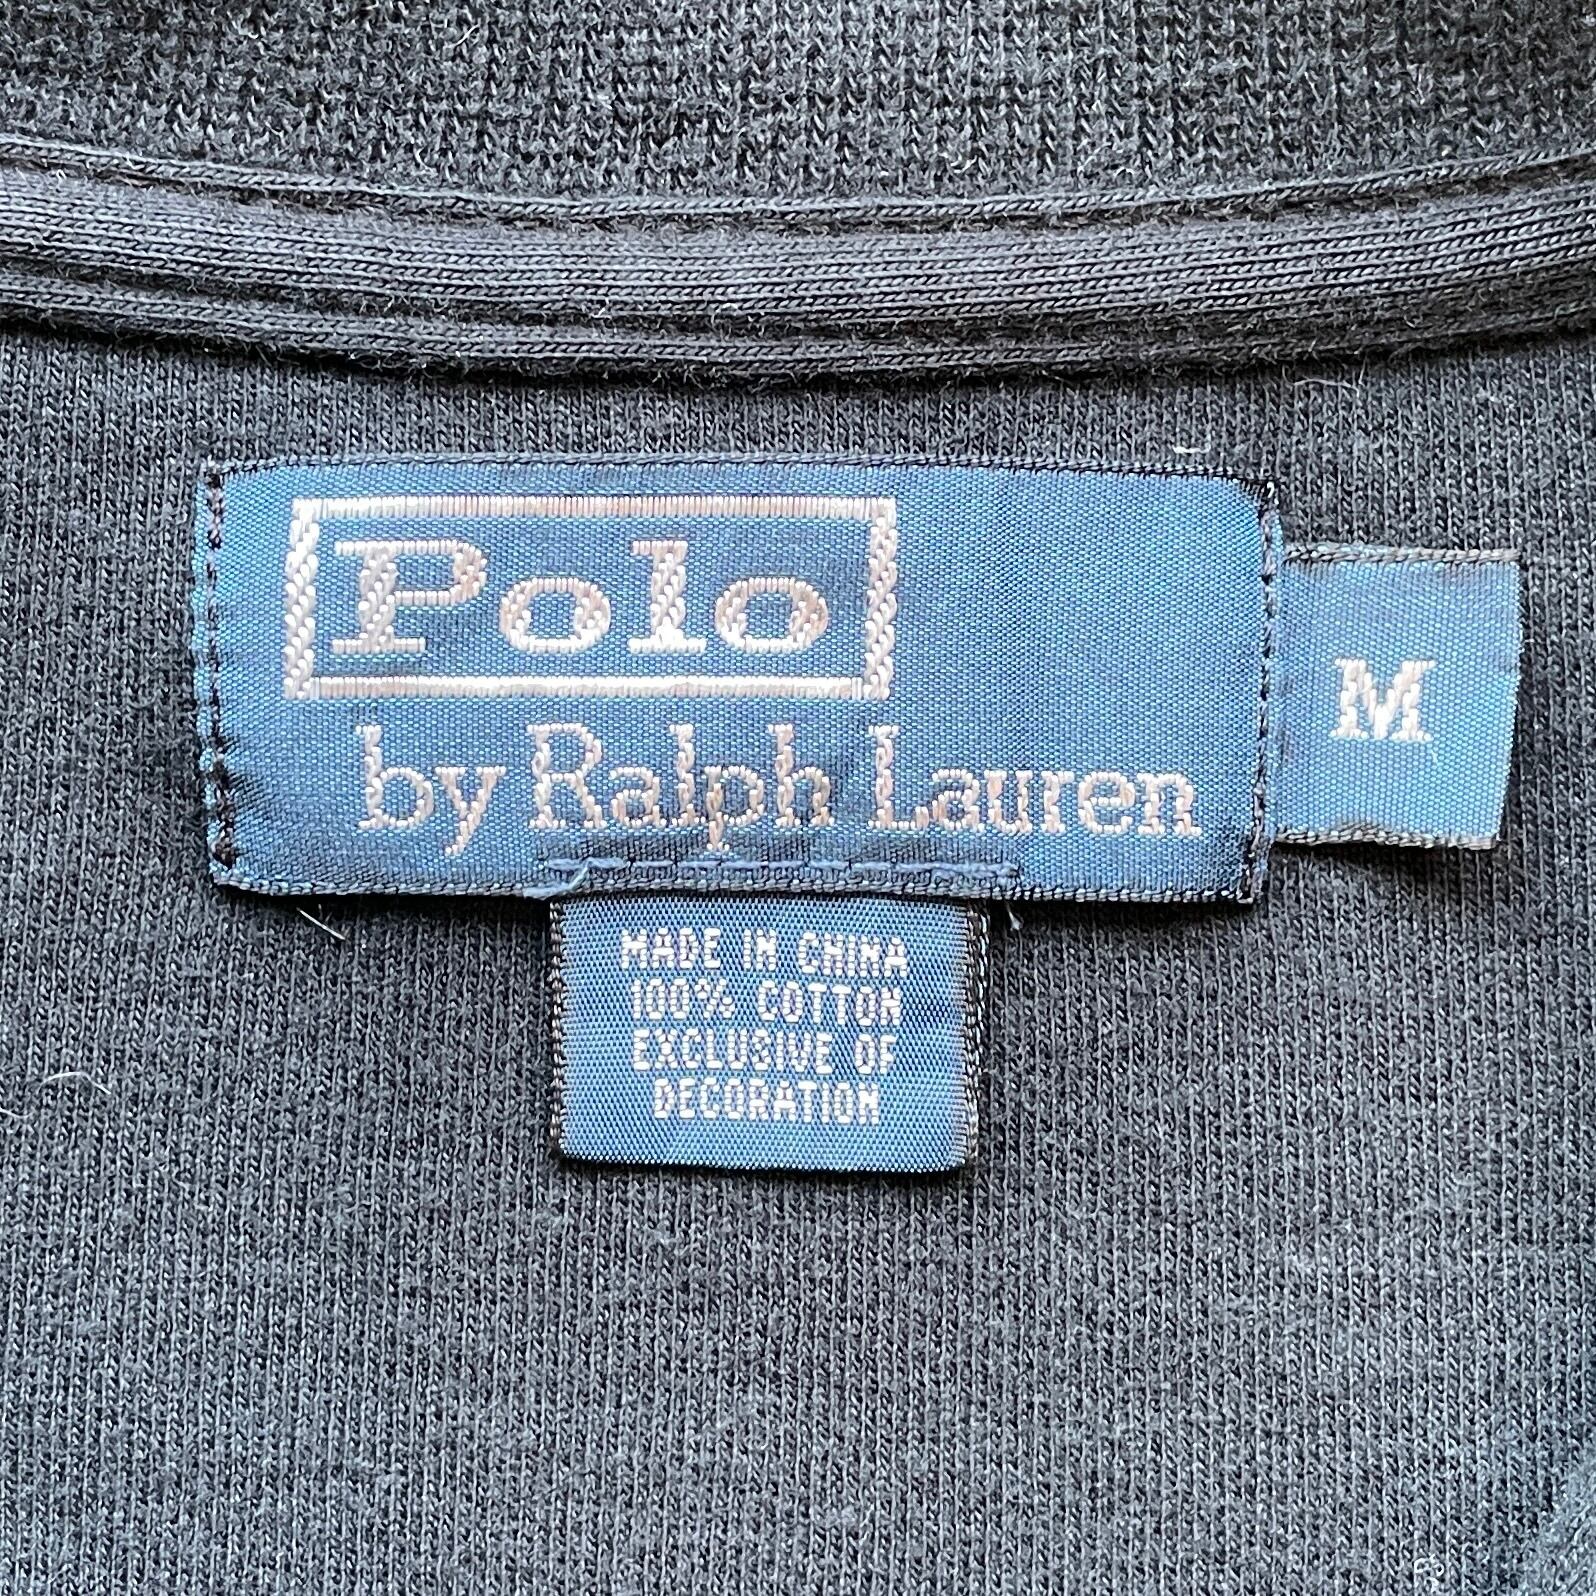 Polo
by Ralph Lauren
M
MADE IN CHINA
100% COTTON
EXCLUSIVE OF
DECORATION